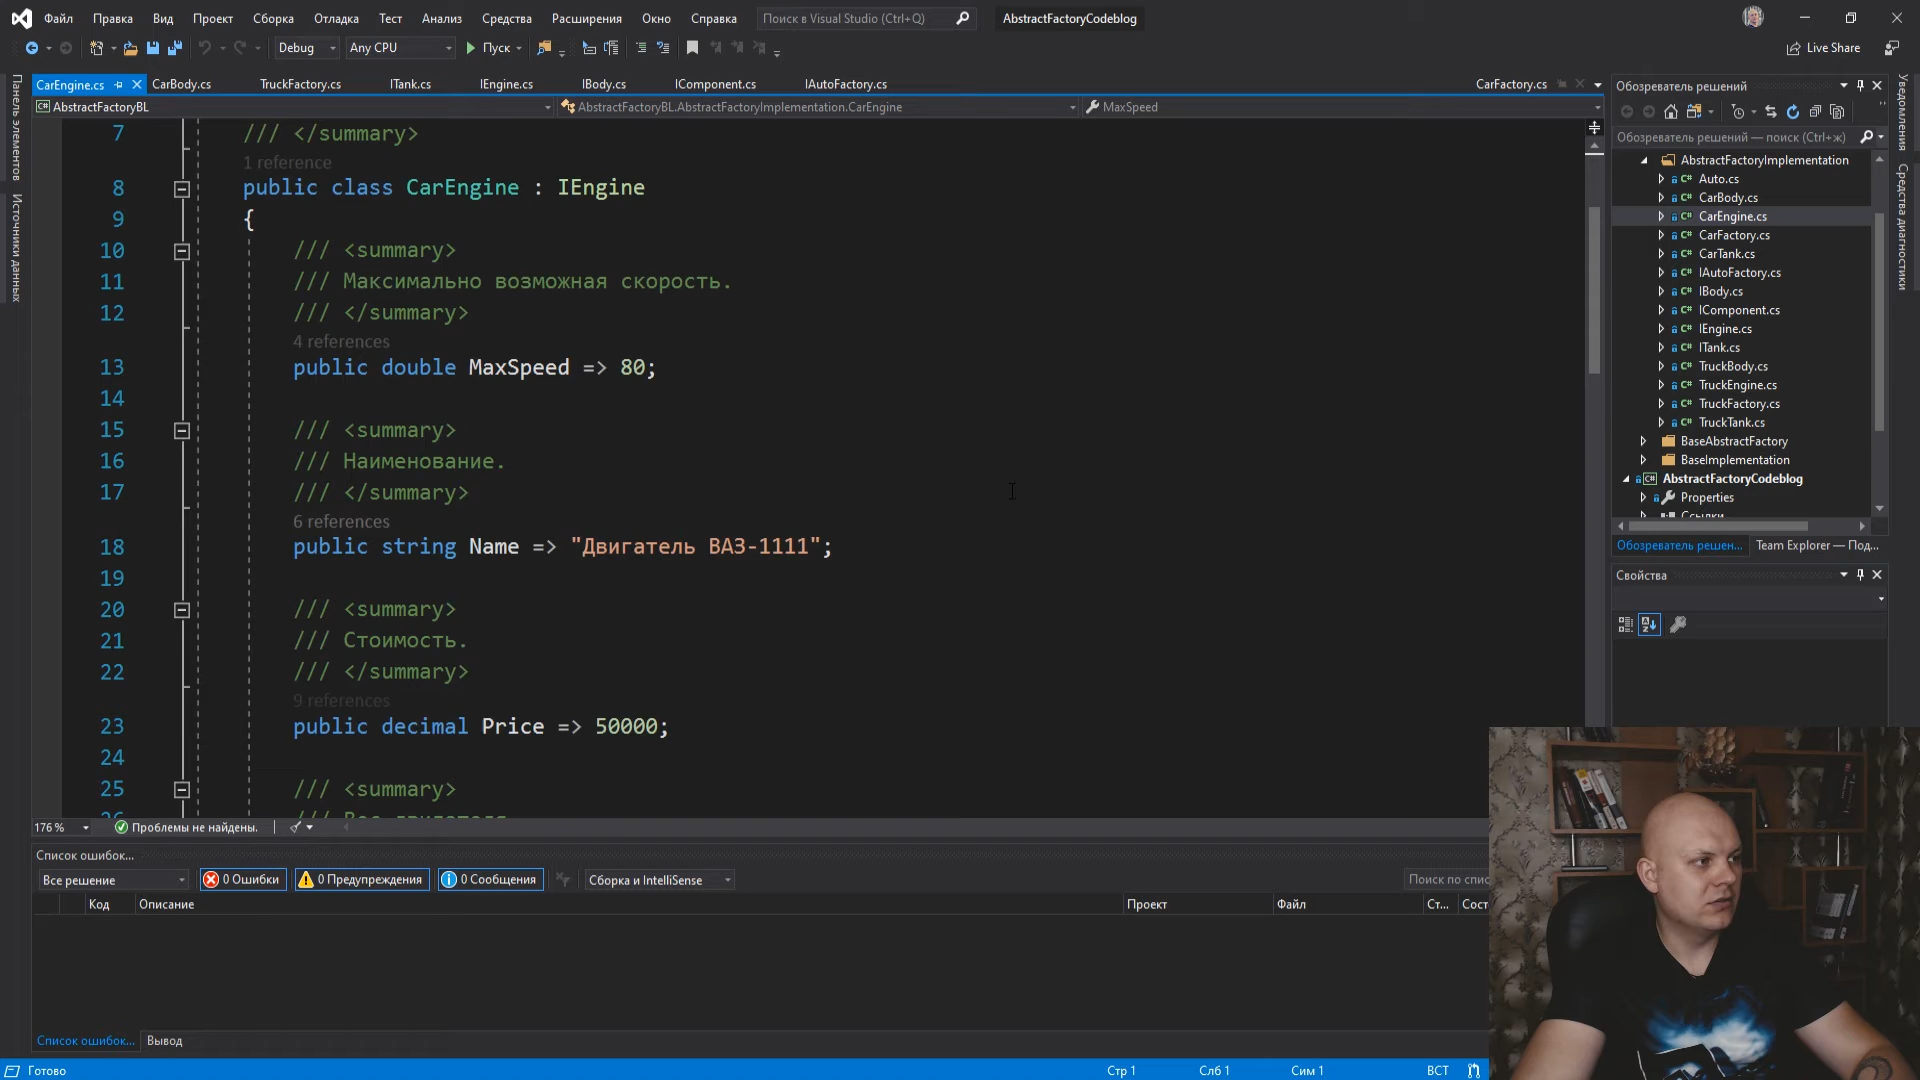 Файл Правка Вид Проект Сборка Отладка Тест Анализ Средства Расширения Окно Справка Поиск в Visual Studio (Ctrl+Q) AbstractFactoryCodeblog
Debug Any CPU Пуск Live Share
CarEngine.cs CarBody.cs TruckFactory.cs ITank.cs IEngine.cs IBody.cs IComponent.cs IAutoFactory.cs CarFactory.cs
AbstractFactoryBL AbstractFactoryBL.AbstractFactoryImplementation.CarEngine MaxSpeed
Панель элементов
Источники данных
7 /// </summary>
1 reference
8 public class CarEngine : IEngine
9 {
10 /// <summary>
11 /// Максимально возможная скорость.
12 /// </summary>
4 references
13 public double MaxSpeed => 80;
14
15 /// <summary>
16 /// Наименование.
17 /// </summary>
6 references
18 public string Name => "Двигатель ВАЗ-1111";
19
20 /// <summary>
21 /// Стоимость.
22 /// </summary>
9 references
23 public decimal Price => 50000;
24
25 /// <summary>
176 % Проблемы не найдены.
Список ошибок...
Все решение 0 Ошибки 0 Предупреждения 0 Сообщения Сборка и IntelliSense Поиск по спис
Код Описание Проект Файл Ст... Сост
Список ошибок... Вывод
Готово Стр 1 Слб 1 Сим 1 ВСТ
Обозреватель решений
Обозреватель решений — поиск (Ctrl+ж)
AbstractFactoryImplementation
C# Auto.cs
C# CarBody.cs
C# CarEngine.cs
C# CarFactory.cs
C# CarTank.cs
C# IAutoFactory.cs
C# IBody.cs
C# IComponent.cs
C# IEngine.cs
C# ITank.cs
C# TruckBody.cs
C# TruckEngine.cs
C# TruckFactory.cs
C# TruckTank.cs
BaseAbstractFactory
BaseImplementation
C# AbstractFactoryCodeblog
Properties
Ссылки
Обозреватель решен... Team Explorer — Под...
Свойства
Уведомления
Средства диагностики